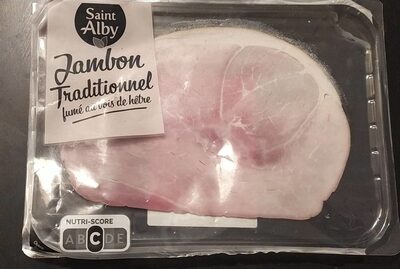 Saint
Alby
Jambon
Traditionnel
fumé au bois de hêtre
NUTRI-SCORE
A B C D E